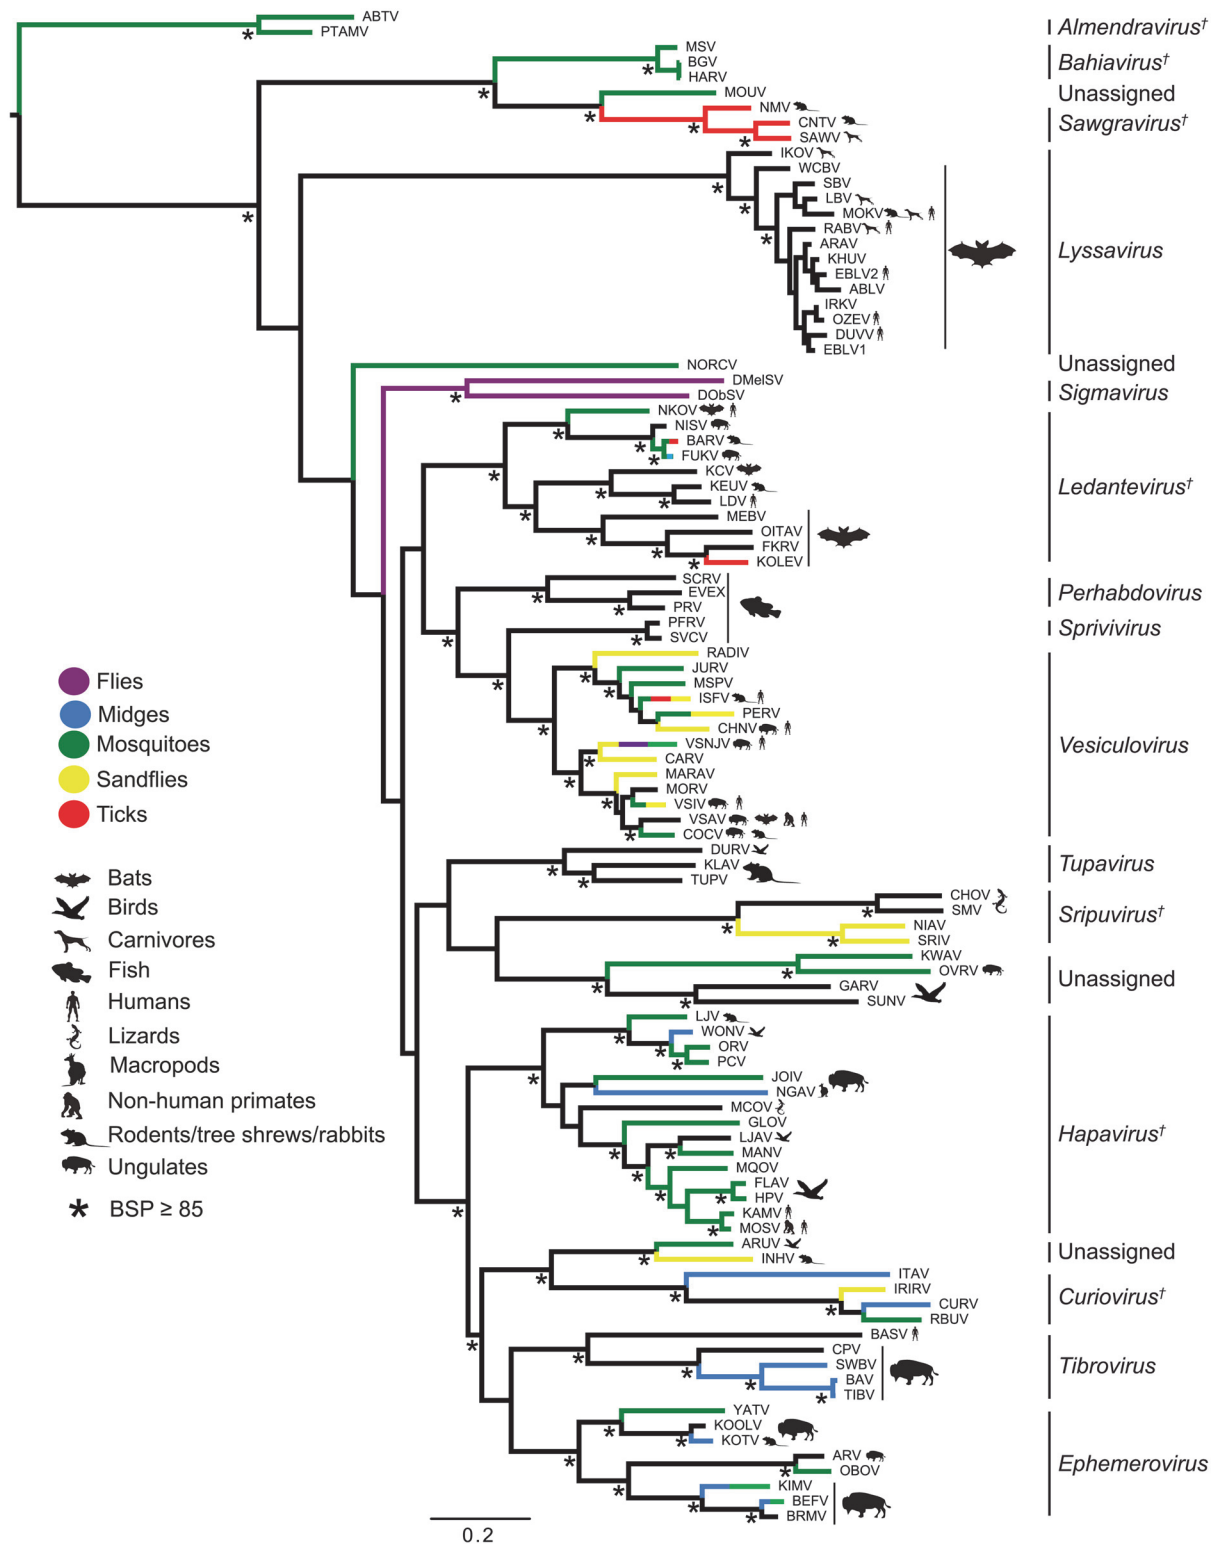 ABTV
PTAMV
Almendravirus†
MSV
BGV
HARV
Bahiavirus†
MOUV
Unassigned
NMV
CNTV
SAWV
Sawgravirus†
IKOV
WCBV
SBV
LBV
MOKV
RABV
ARAV
KHUV
EBLV2
ABLV
IRKV
OZEV
DUVV
EBLV1
Lyssavirus
NORCV
Unassigned
DMelSV
DObSV
Sigmavirus
NKOV
NISV
BARV
FUKV
KCV
KEUV
LDV
MEBV
OITAV
FKRV
KOLEV
Ledantevirus†
SCRV
EVEX
PRV
Perhabdovirus
PFRV
SVCV
Sprivivirus
RADIV
JURV
MSPV
ISFV
PERV
CHNV
VSNJV
CARV
MARAV
MORV
VSIV
VSAV
COCV
Vesiculovirus
DURV
KLAV
TUPV
Tupavirus
CHOV
SMV
NIAV
SRIV
Sripuvirus†
KWAV
OVRV
GARV
SUNV
Unassigned
LJV
WONV
ORV
PCV
JOIV
NGAV
MCOV
GLOV
LJAV
MANV
MQOV
FLAV
HPV
KAMV
MOSV
Hapavirus†
ARUV
INHV
Unassigned
ITAV
IRIRV
CURV
RBUV
Curiovirus†
BASV
CPV
SWBV
BAV
TIBV
Tibrovirus
YATV
KOOLV
KOTV
ARV
OBOV
KIMV
BEFV
BRMV
Ephemerovirus
Flies
Midges
Mosquitoes
Sandflies
Ticks
Bats
Birds
Carnivores
Fish
Humans
Lizards
Macropods
Non-human primates
Rodents/tree shrews/rabbits
Ungulates
* BSP ≥ 85
0.2